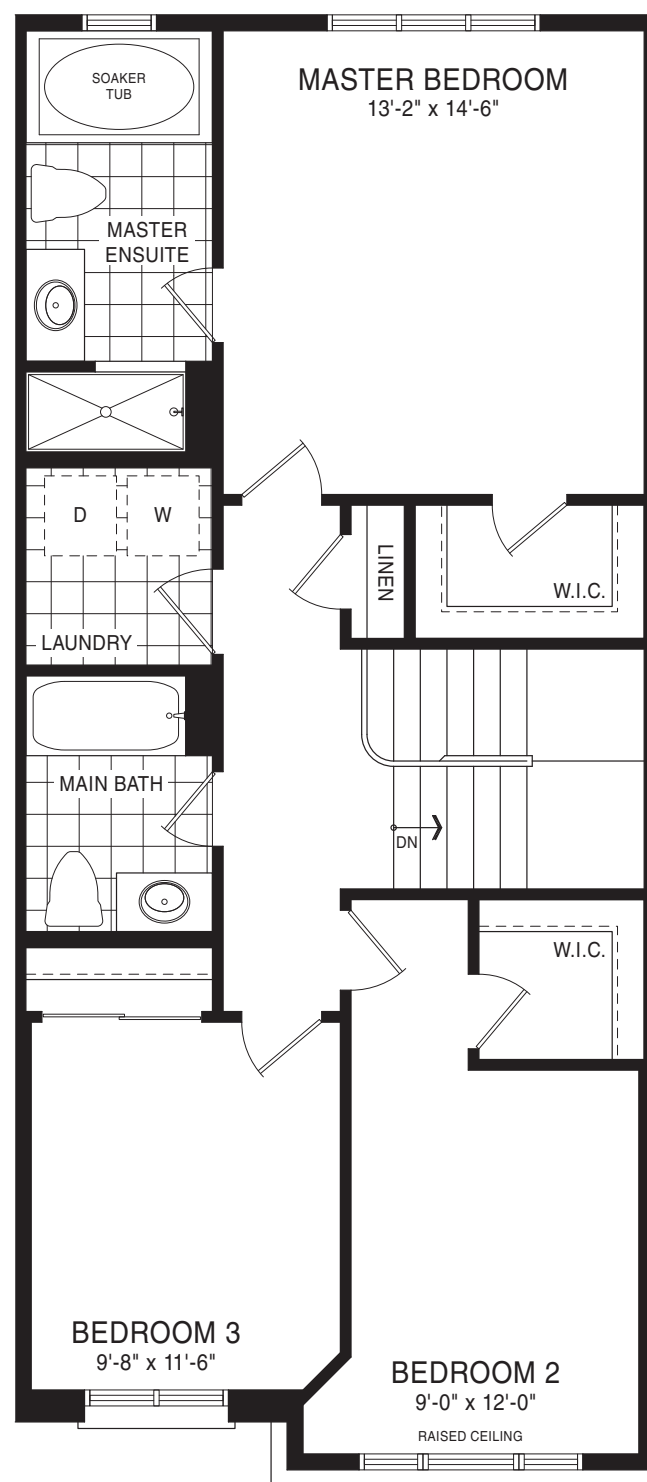 SOAKER
TUB
MASTER BEDROOM
13'-2" x 14'-6"
MASTER
ENSUITE
D
W
LINEN
W.I.C.
LAUNDRY
MAIN BATH
DN
W.I.C.
BEDROOM 3
9'-8" x 11'-6"
BEDROOM 2
9'-0" x 12'-0"
RAISED CEILING